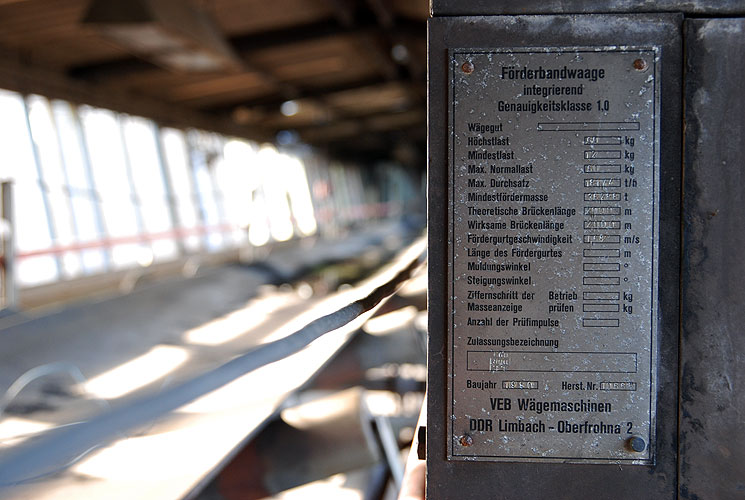 Förderbandwaage
integrierend
Genauigkeitsklasse 1,0
Wägegut
Höchstlast kg
Mindestlast kg
Max. Normallast kg
Max. Durchsatz t/h
Mindestfördermasse t
Theoretische Brückenlänge m
Wirksame Brückenlänge m
Fördergurtgeschwindigkeit m/s
Länge des Fördergurtes m
Muldungswinkel °
Steigungswinkel °
Ziffernschritt der Betrieb kg
Masseanzeige prüfen kg
Anzahl der Prüfimpulse
Zulassungsbezeichnung
Baujahr Herst. Nr.
VEB Wägemaschinen
DDR Limbach - Oberfrohna 2